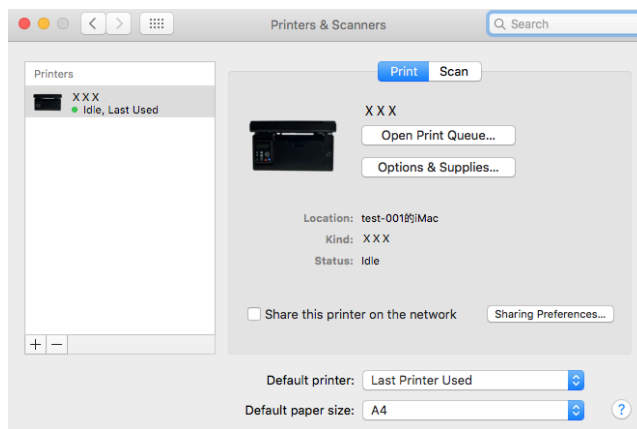 Printers & Scanners
Search
Printers
X X X
Idle, Last Used
Print Scan
X X X
Open Print Queue...
Options & Supplies...
Location: test-001的iMac
Kind: X X X
Status: Idle
Share this printer on the network
Sharing Preferences...
+ −
Default printer: Last Printer Used
Default paper size: A4
?